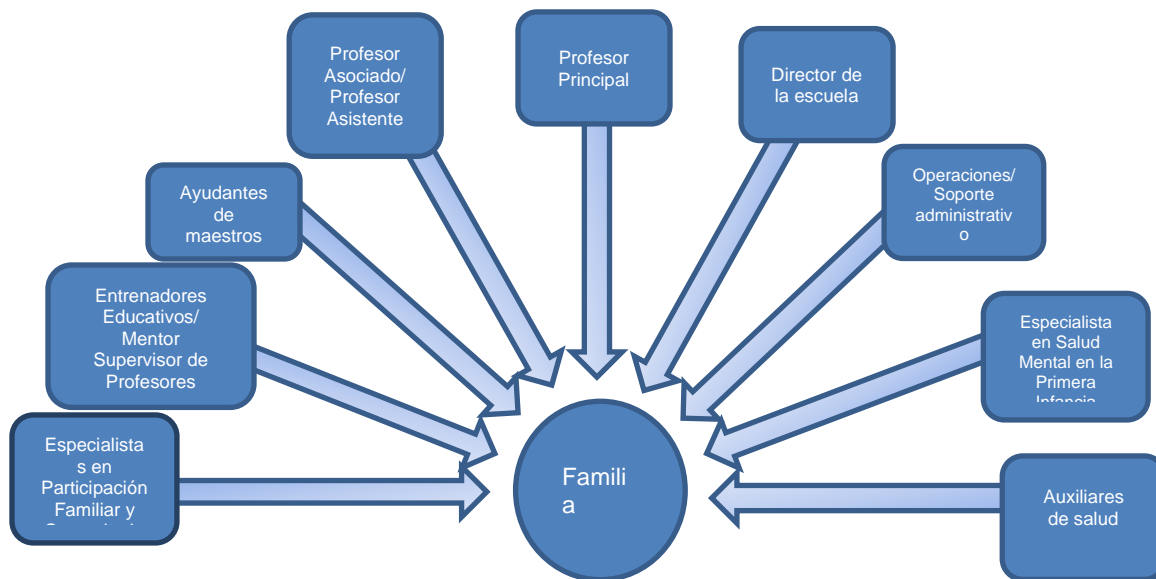 Profesor
Asociado/
Profesor
Asistente
Profesor
Principal
Director de
la escuela
Ayudantes
de
maestros
Operaciones/
Soporte
administrativ
o
Entrenadores
Educativos/
Mentor
Supervisor de
Profesores
Especialista
en Salud
Mental en la
Primera
Infancia
Especialista
s en
Participación
Familiar y
Famili
a
Auxiliares
de salud